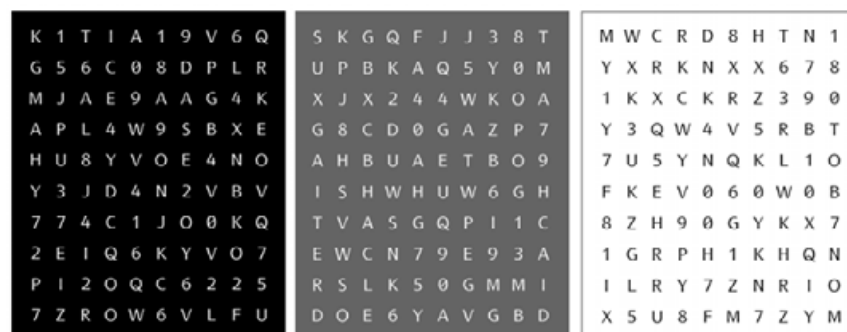 K 1 T I A 1 9 V 6 Q
G 5 6 C 0 8 D P L R
M J A E 9 A A G 4 K
A P L 4 W 9 S B X E
H U 8 Y V O E 4 N O
Y 3 J D 4 N 2 V B V
7 7 4 C 1 J O 0 K Q
2 E I Q 6 K Y V O 7
P I 2 O Q C 6 2 2 5
7 Z R O W 6 V L F U
S K G Q F J J 3 8 T
U P B K A Q 5 Y 0 M
X J X 2 4 4 W K O A
G 8 C D 0 G A Z P 7
A H B U A E T B O 9
I S H W H U W 6 G H
T V A S G Q P I 1 C
E W C N 7 9 E 9 3 A
R S L K 5 0 G M M I
D O E 6 Y A V G B D
M W C R D 8 H T N 1
Y X R K N X X 6 7 8
1 K X C K R Z 3 9 0
Y 3 Q W 4 V 5 R B T
7 U 5 Y N Q K L 1 O
F K E V 0 6 0 W 0 B
8 Z H 9 0 G Y K X 7
1 G R P H 1 K H Q N
I L R Y 7 Z N R I O
X 5 U 8 F M 7 Z Y M